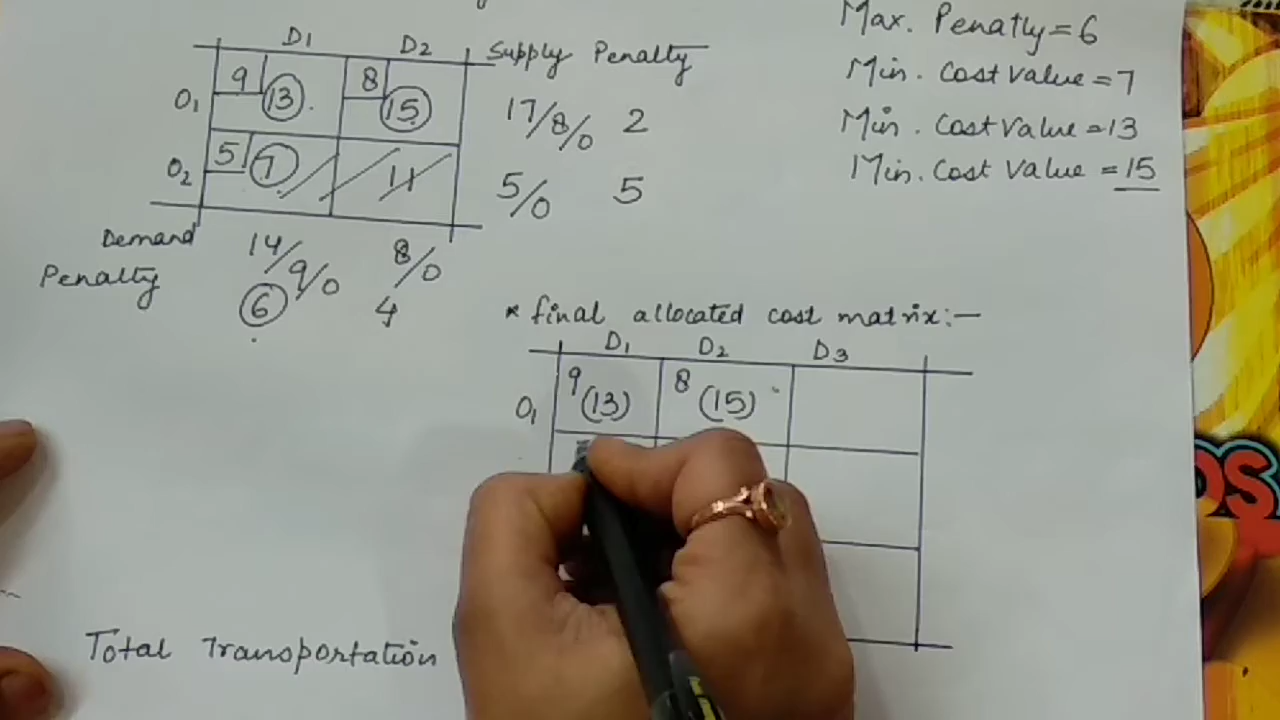 Max. Penatly = 6
Min. Cost Value = 7
Min. Cost Value = 13
Min. Cost Value = 15
D1 D2 Supply Penalty
O1 9 13 8 15 17/8/0 2
O2 5 7 11 5/0 5
Demand 14/9/0 8/0
Penalty 6 4
* final allocated cost matrix:-
D1 D2 D3
O1 9 (13) 8 (15)
Total Transportation